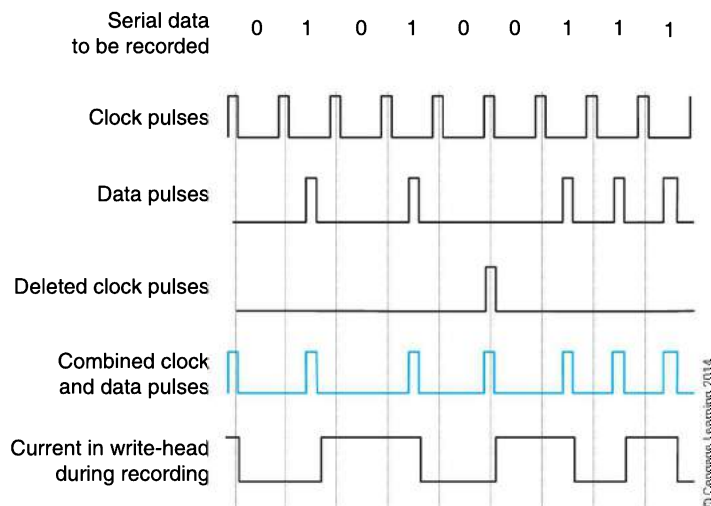 Serial data
to be recorded
0 1 0 1 0 0 1 1 1
Clock pulses
Data pulses
Deleted clock pulses
Combined clock
and data pulses
Current in write-head
during recording
© Cengage Learning 2014